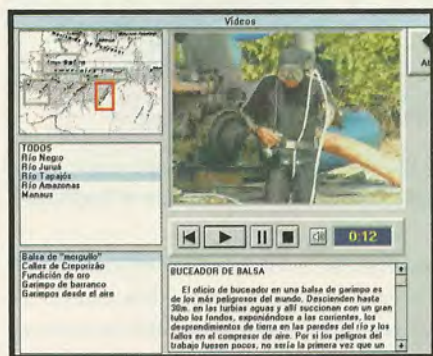 Videos
TODOS
Río Negro
Río Juruá
Río Tapajós
Río Amazonas
Manaus
Balsa de "mergullo"
Calles de Creporizão
Fundición de oro
Garimpo de barranco
Garimpos desde el aire
0:12
BUCEADOR DE BALSA
El oficio de buceador en una balsa de garimpo es
de los más peligrosos del mundo. Descienden hasta
30m. en las turbias aguas y allí succionan con un gran
tubo los fondos, exponiéndose a las corrientes, los
desprendimientos de tierra en las paredes del río y los
fallos en el compresor de aire. Por si los peligros del
trabajo fuesen pocos, no sería la primera vez que un